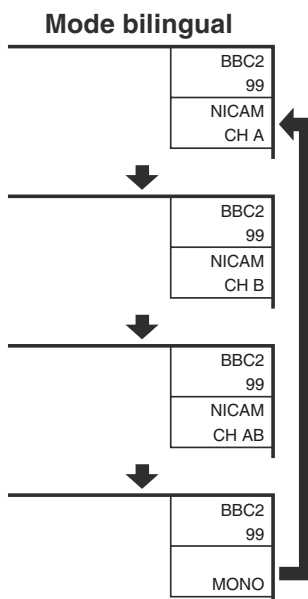 Mode bilingual
BBC2
99
NICAM
CH A
BBC2
99
NICAM
CH B
BBC2
99
NICAM
CH AB
BBC2
99
MONO